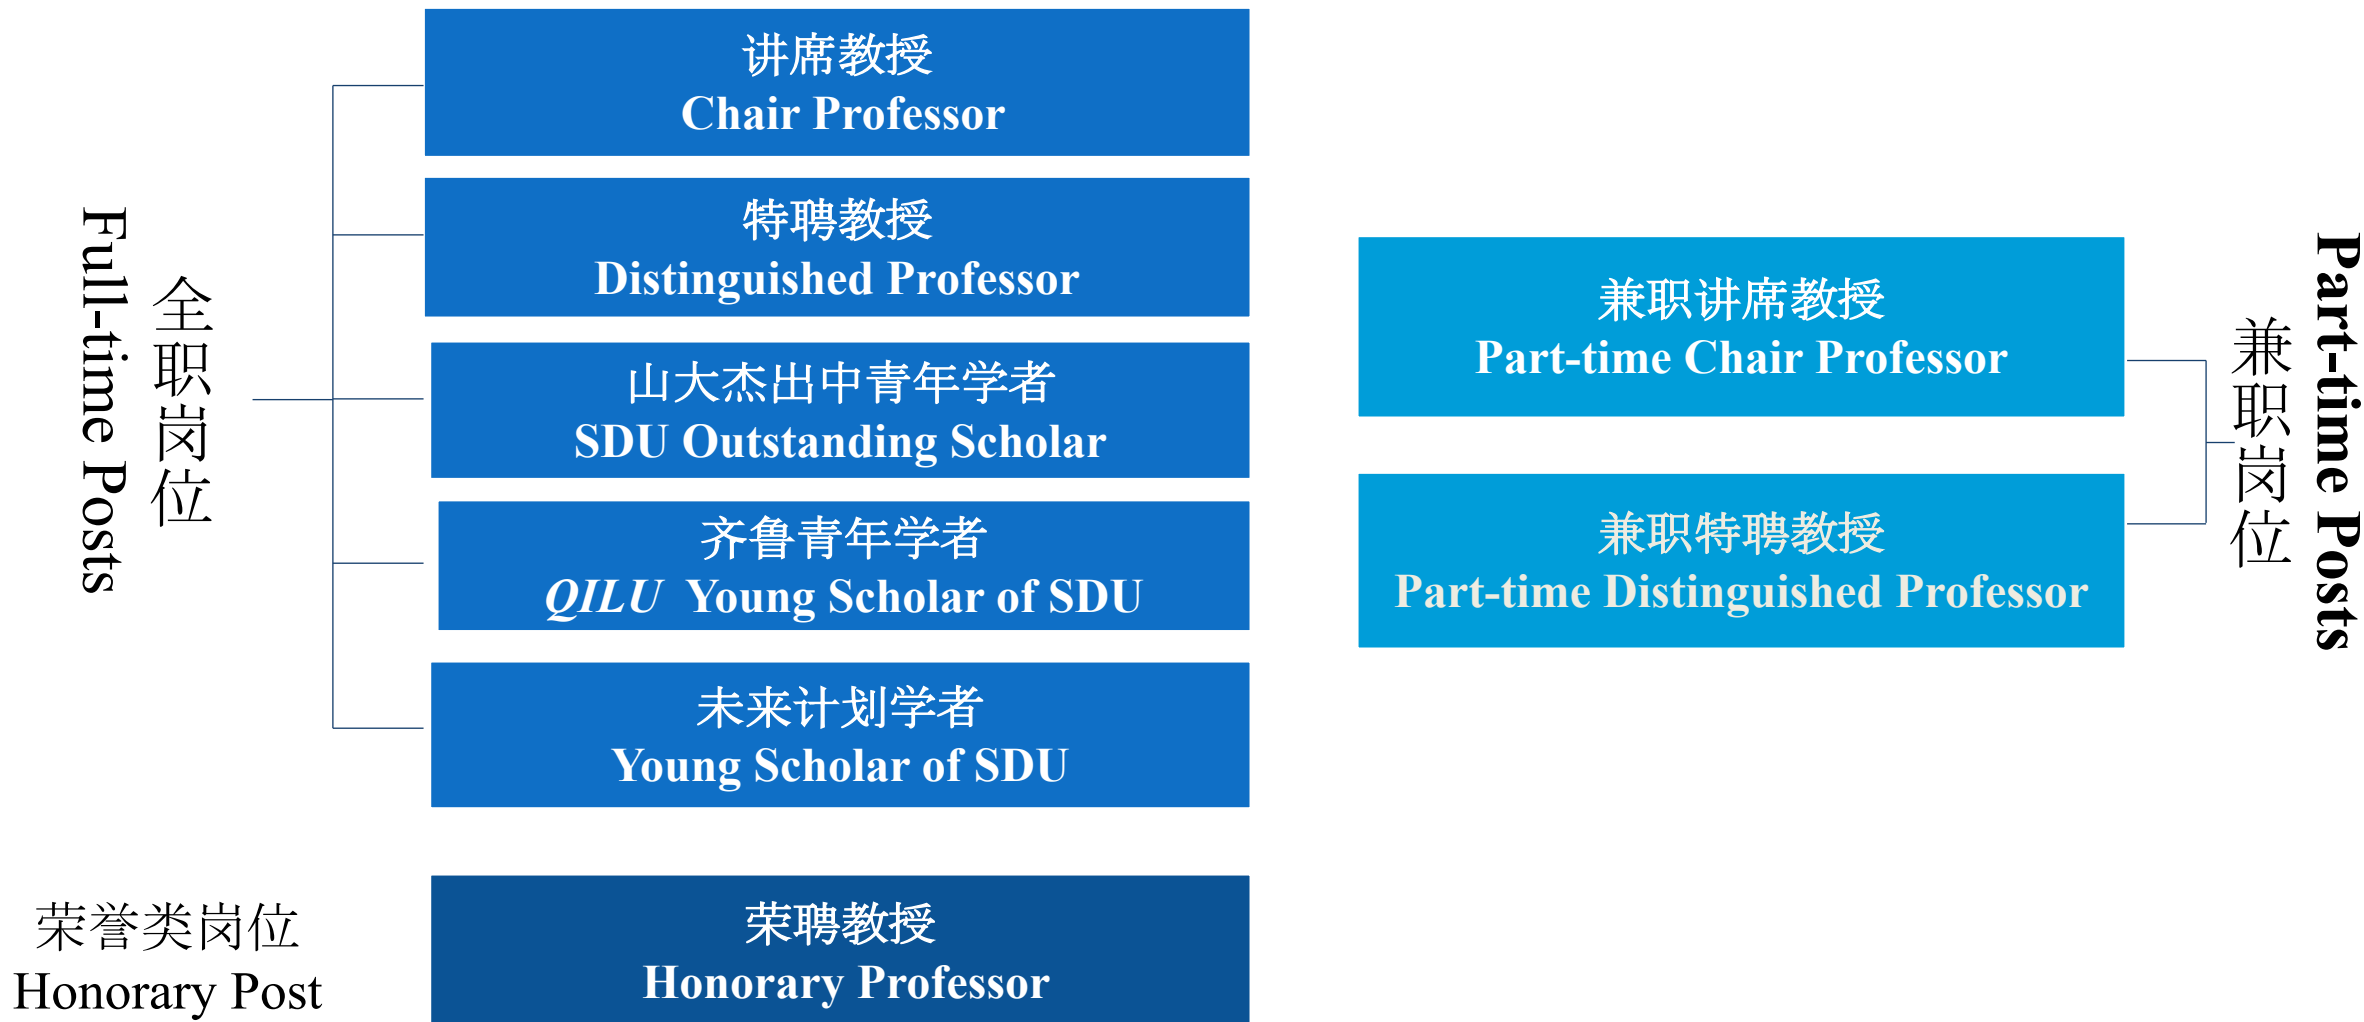 全职岗位
Full-time Posts
讲席教授
Chair Professor
特聘教授
Distinguished Professor
山大杰出中青年学者
SDU Outstanding Scholar
齐鲁青年学者
QILU Young Scholar of SDU
未来计划学者
Young Scholar of SDU
兼职讲席教授
Part-time Chair Professor
兼职特聘教授
Part-time Distinguished Professor
兼职岗位
Part-time Posts
荣誉类岗位
Honorary Post
荣聘教授
Honorary Professor